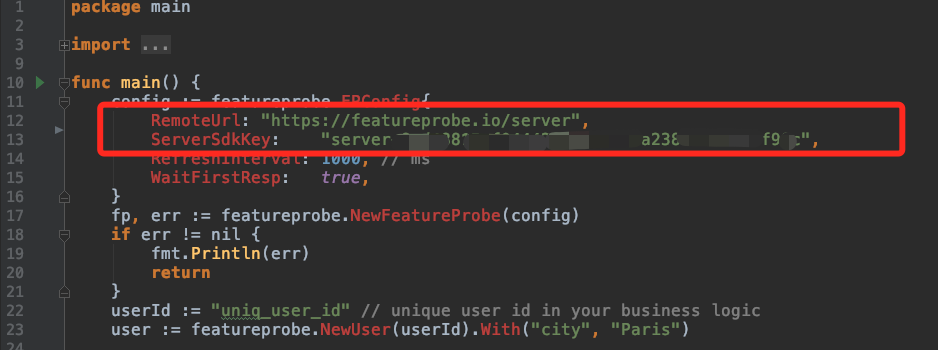 1 package main
2
3 import ...
9
10 func main() {
11 config := featureprobe.FPConfig{
12 RemoteUrl: "https://featureprobe.io/server",
13 ServerSdkKey: "server a238 f9
14 RefreshInterval: 1000, // ms
15 WaitFirstResp: true,
16 }
17 fp, err := featureprobe.NewFeatureProbe(config)
18 if err != nil {
19 fmt.Println(err)
20 return
21 }
22 userId := "uniq_user_id" // unique user id in your business logic
23 user := featureprobe.NewUser(userId).With("city", "Paris")
24